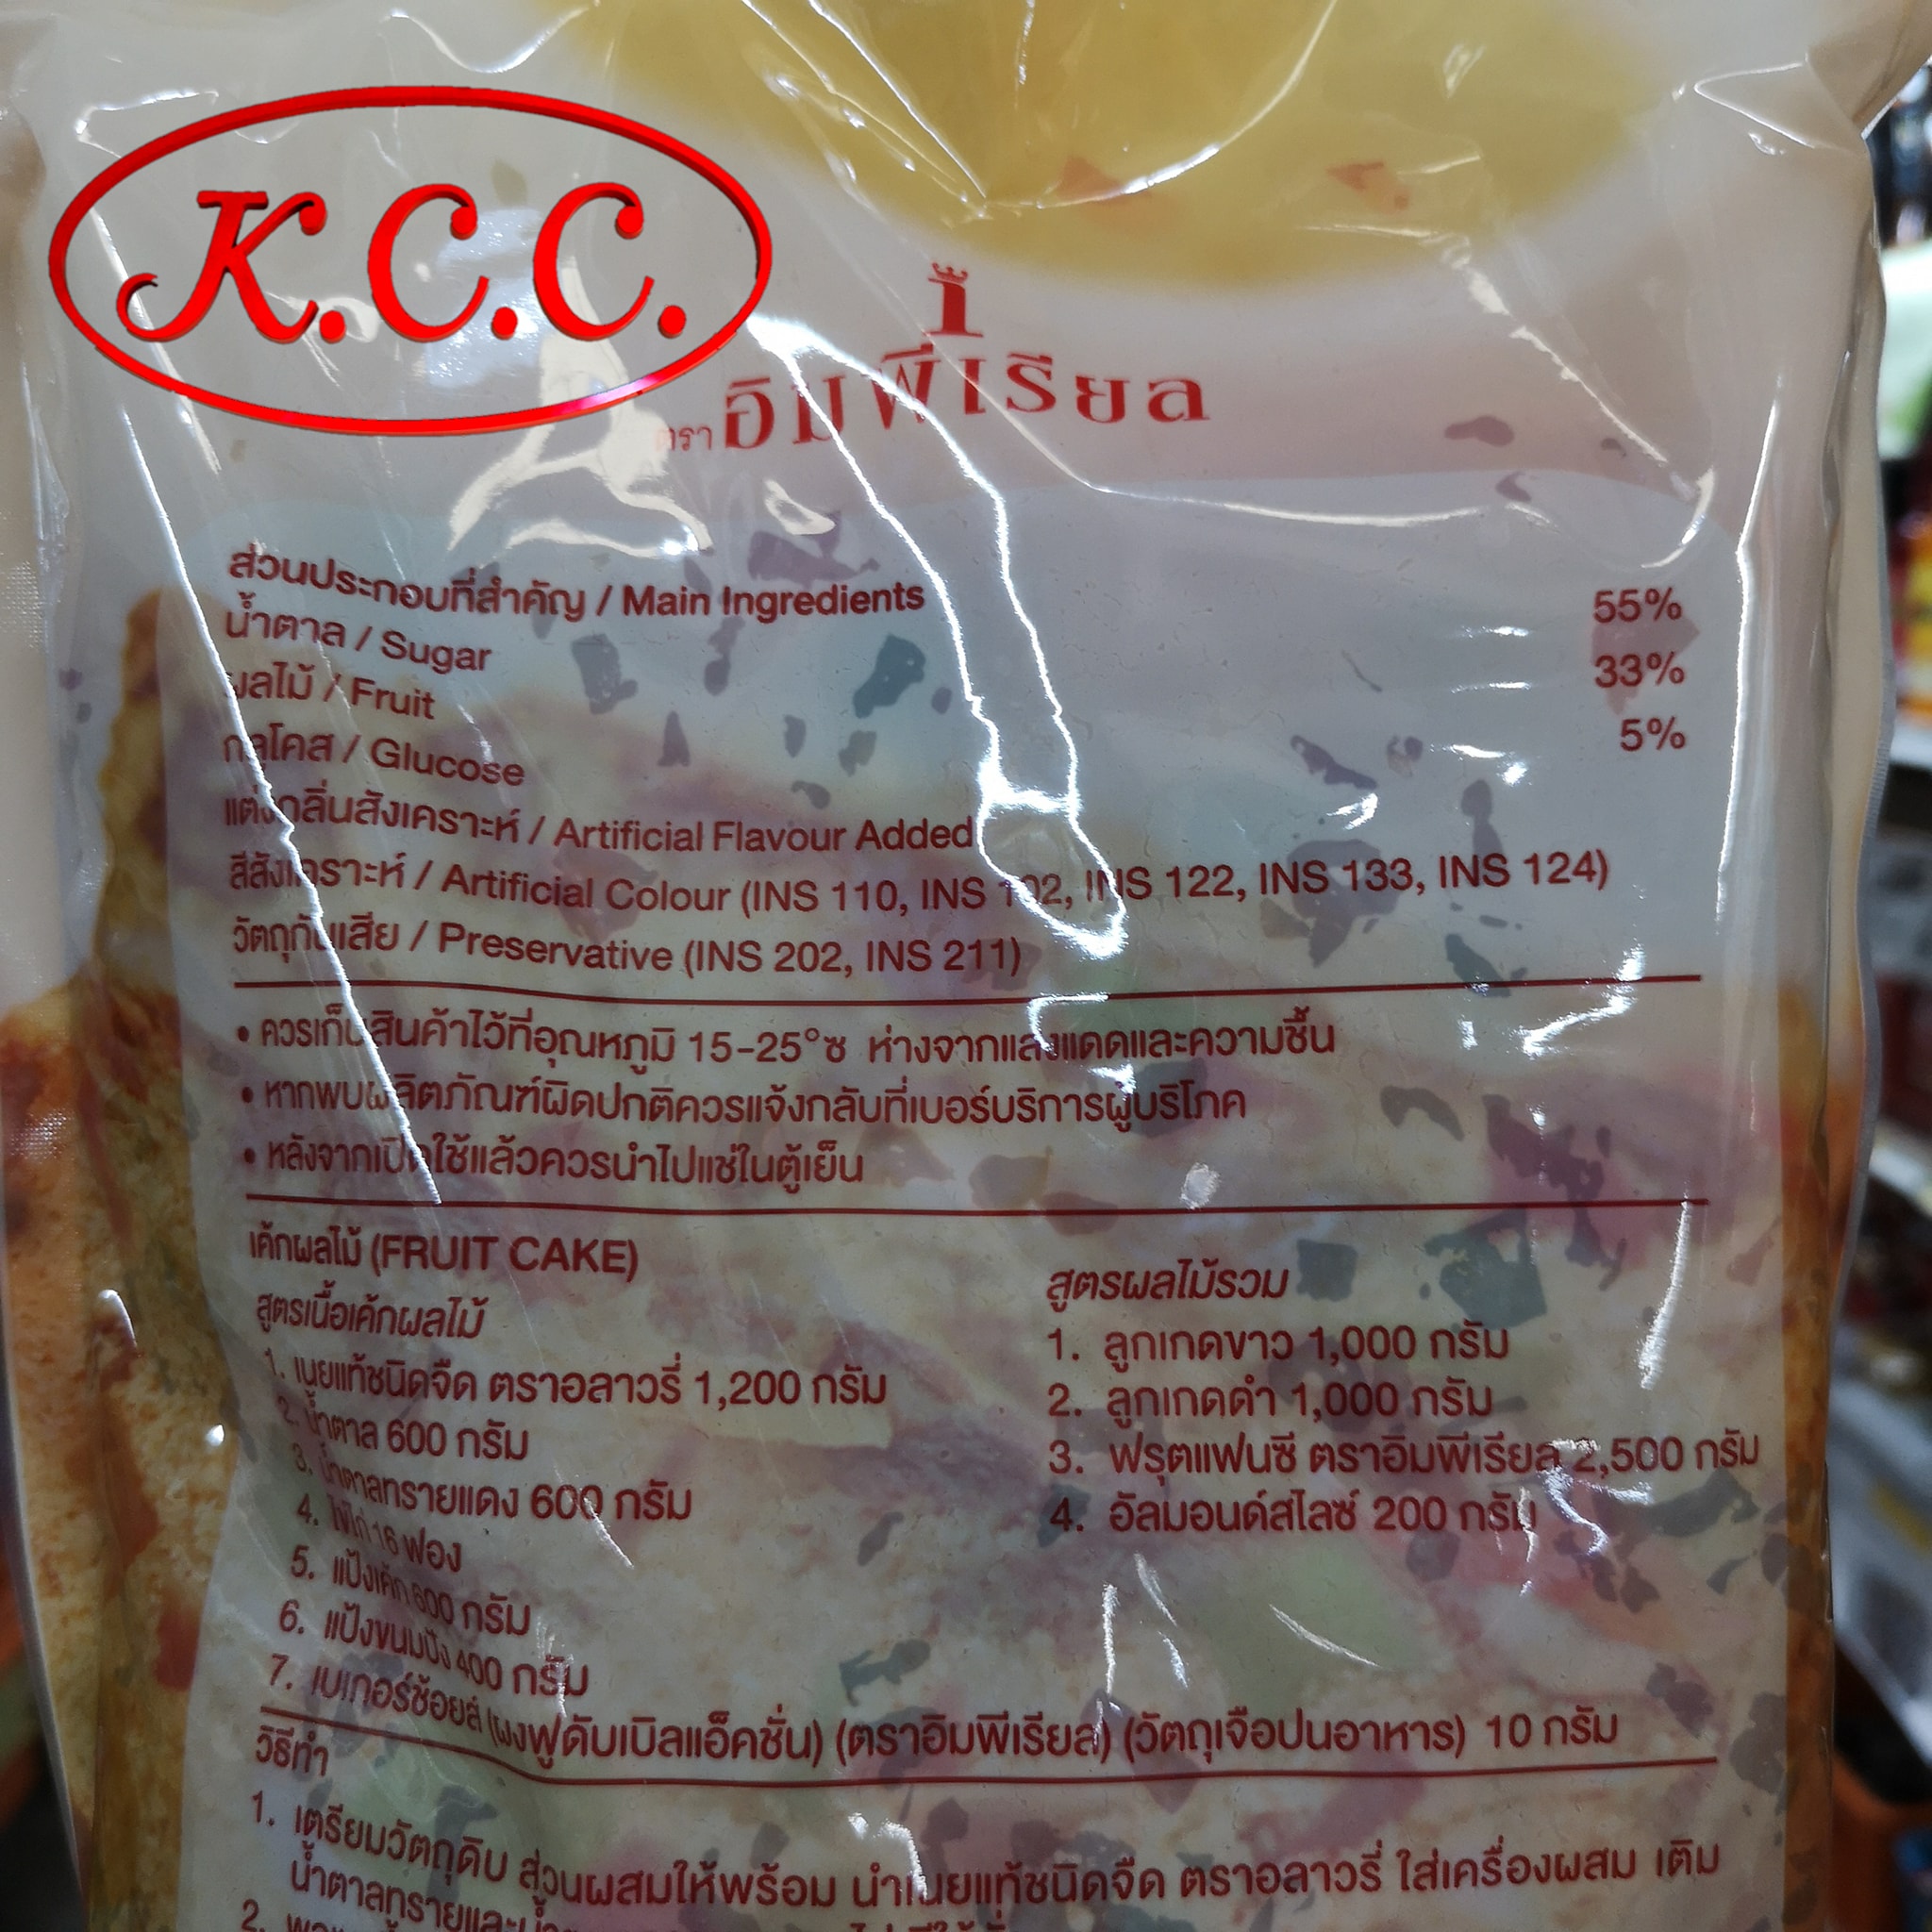 K.C.C.
ตราอิมพีเรียล
ส่วนประกอบที่สำคัญ / Main Ingredients
น้ำตาล / Sugar 55%
ผลไม้ / Fruit 33%
กลูโคส / Glucose 5%
แต่งกลิ่นสังเคราะห์ / Artificial Flavour Added
สีสังเคราะห์ / Artificial Colour (INS 110, INS 102, INS 122, INS 133, INS 124)
วัตถุกันเสีย / Preservative (INS 202, INS 211)
• ควรเก็บสินค้าไว้ที่อุณหภูมิ 15-25°ซ ห่างจากแสงแดดและความชื้น
• หากพบผลิตภัณฑ์ผิดปกติควรแจ้งกลับที่เบอร์บริการผู้บริโภค
• หลังจากเปิดใช้แล้วควรนำไปแช่ในตู้เย็น
เค้กผลไม้ (FRUIT CAKE)
สูตรเนื้อเค้กผลไม้
1. เนยแท้ชนิดจืด ตราอลาวรี่ 1,200 กรัม
2. น้ำตาล 600 กรัม
3. น้ำตาลทรายแดง 600 กรัม
4. ไข่ไก่ 16 ฟอง
5. แป้งเค้ก 600 กรัม
6. แป้งขนมปัง 400 กรัม
7. เบเกอร์ช้อยส์ (ผงฟูดับเบิลแอ็คชั่น) (ตราอิมพีเรียล) (วัตถุเจือปนอาหาร) 10 กรัม
สูตรผลไม้รวม
1. ลูกเกดขาว 1,000 กรัม
2. ลูกเกดดำ 1,000 กรัม
3. ฟรุตแฟนซี ตราอิมพีเรียล 2,500 กรัม
4. อัลมอนด์สไลซ์ 200 กรัม
วิธีทำ
1. เตรียมวัตถุดิบ ส่วนผสมให้พร้อม นำเนยแท้ชนิดจืด ตราอลาวรี่ ใส่เครื่องผสม เติม
น้ำตาลทรายและ
2.